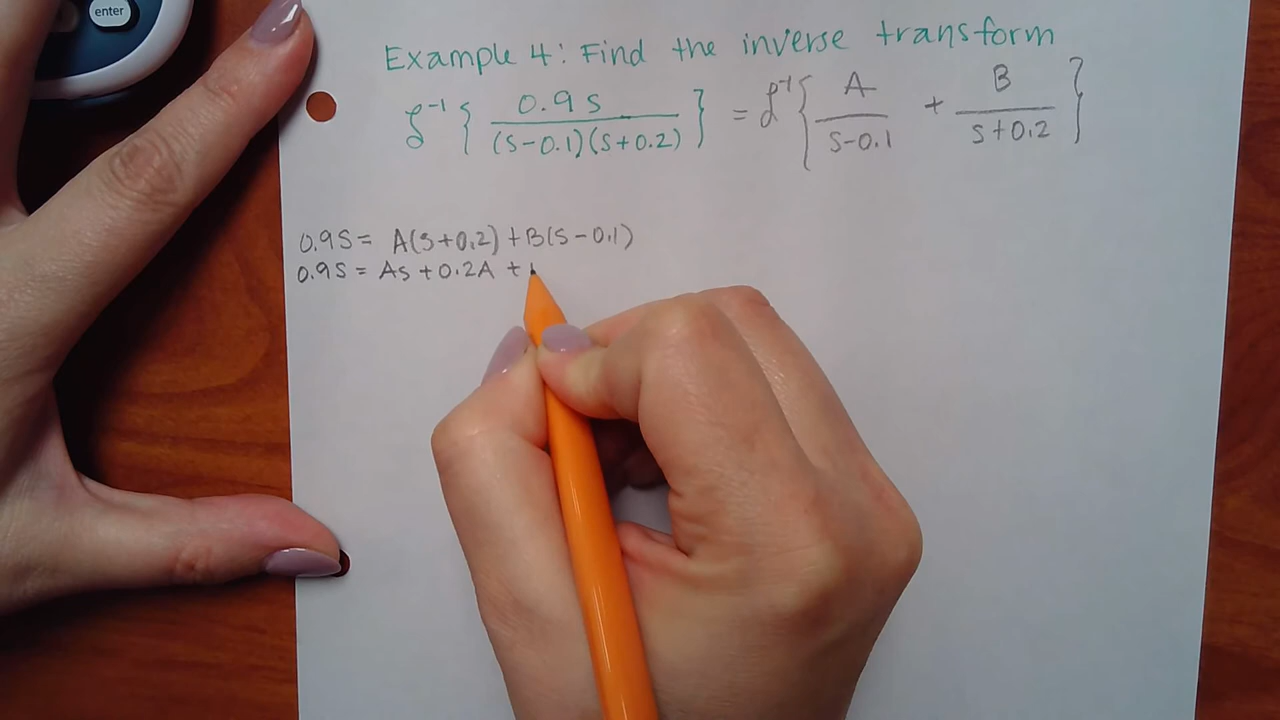 enter
Example 4: Find the inverse transform
ℒ⁻¹ { 0.9s / (s-0.1)(s+0.2) } = ℒ⁻¹ { A / s-0.1 + B / s+0.2 }
0.9s = A(s+0.2) + B(s-0.1)
0.9s = As + 0.2A +